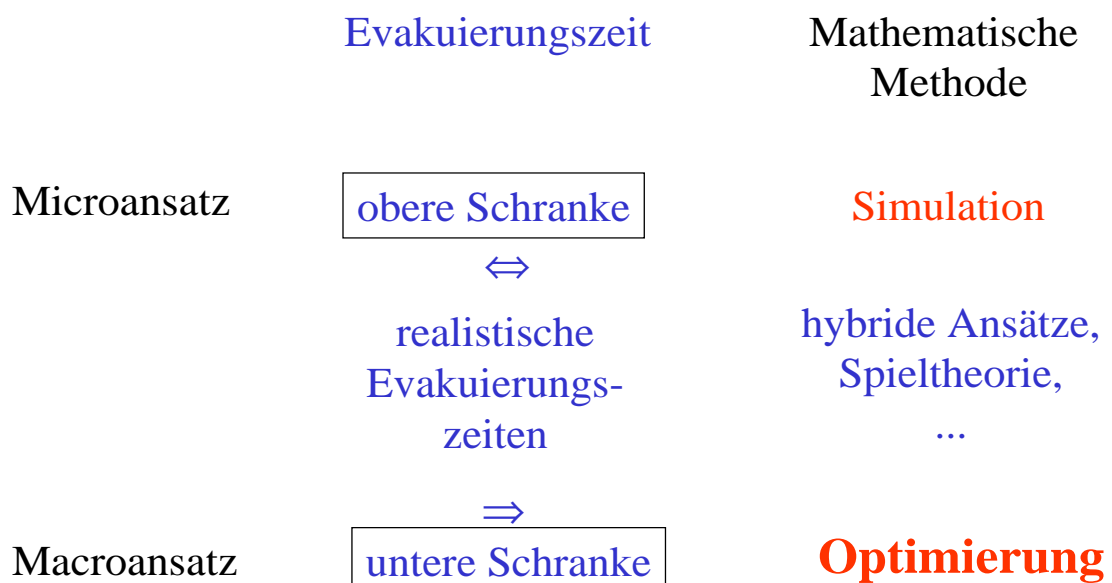 Evakuierungszeit
Mathematische
Methode
Microansatz
obere Schranke
Simulation
⇔
realistische
Evakuierungs-
zeiten
hybride Ansätze,
Spieltheorie,
...
⇒
Macroansatz
untere Schranke
Optimierung